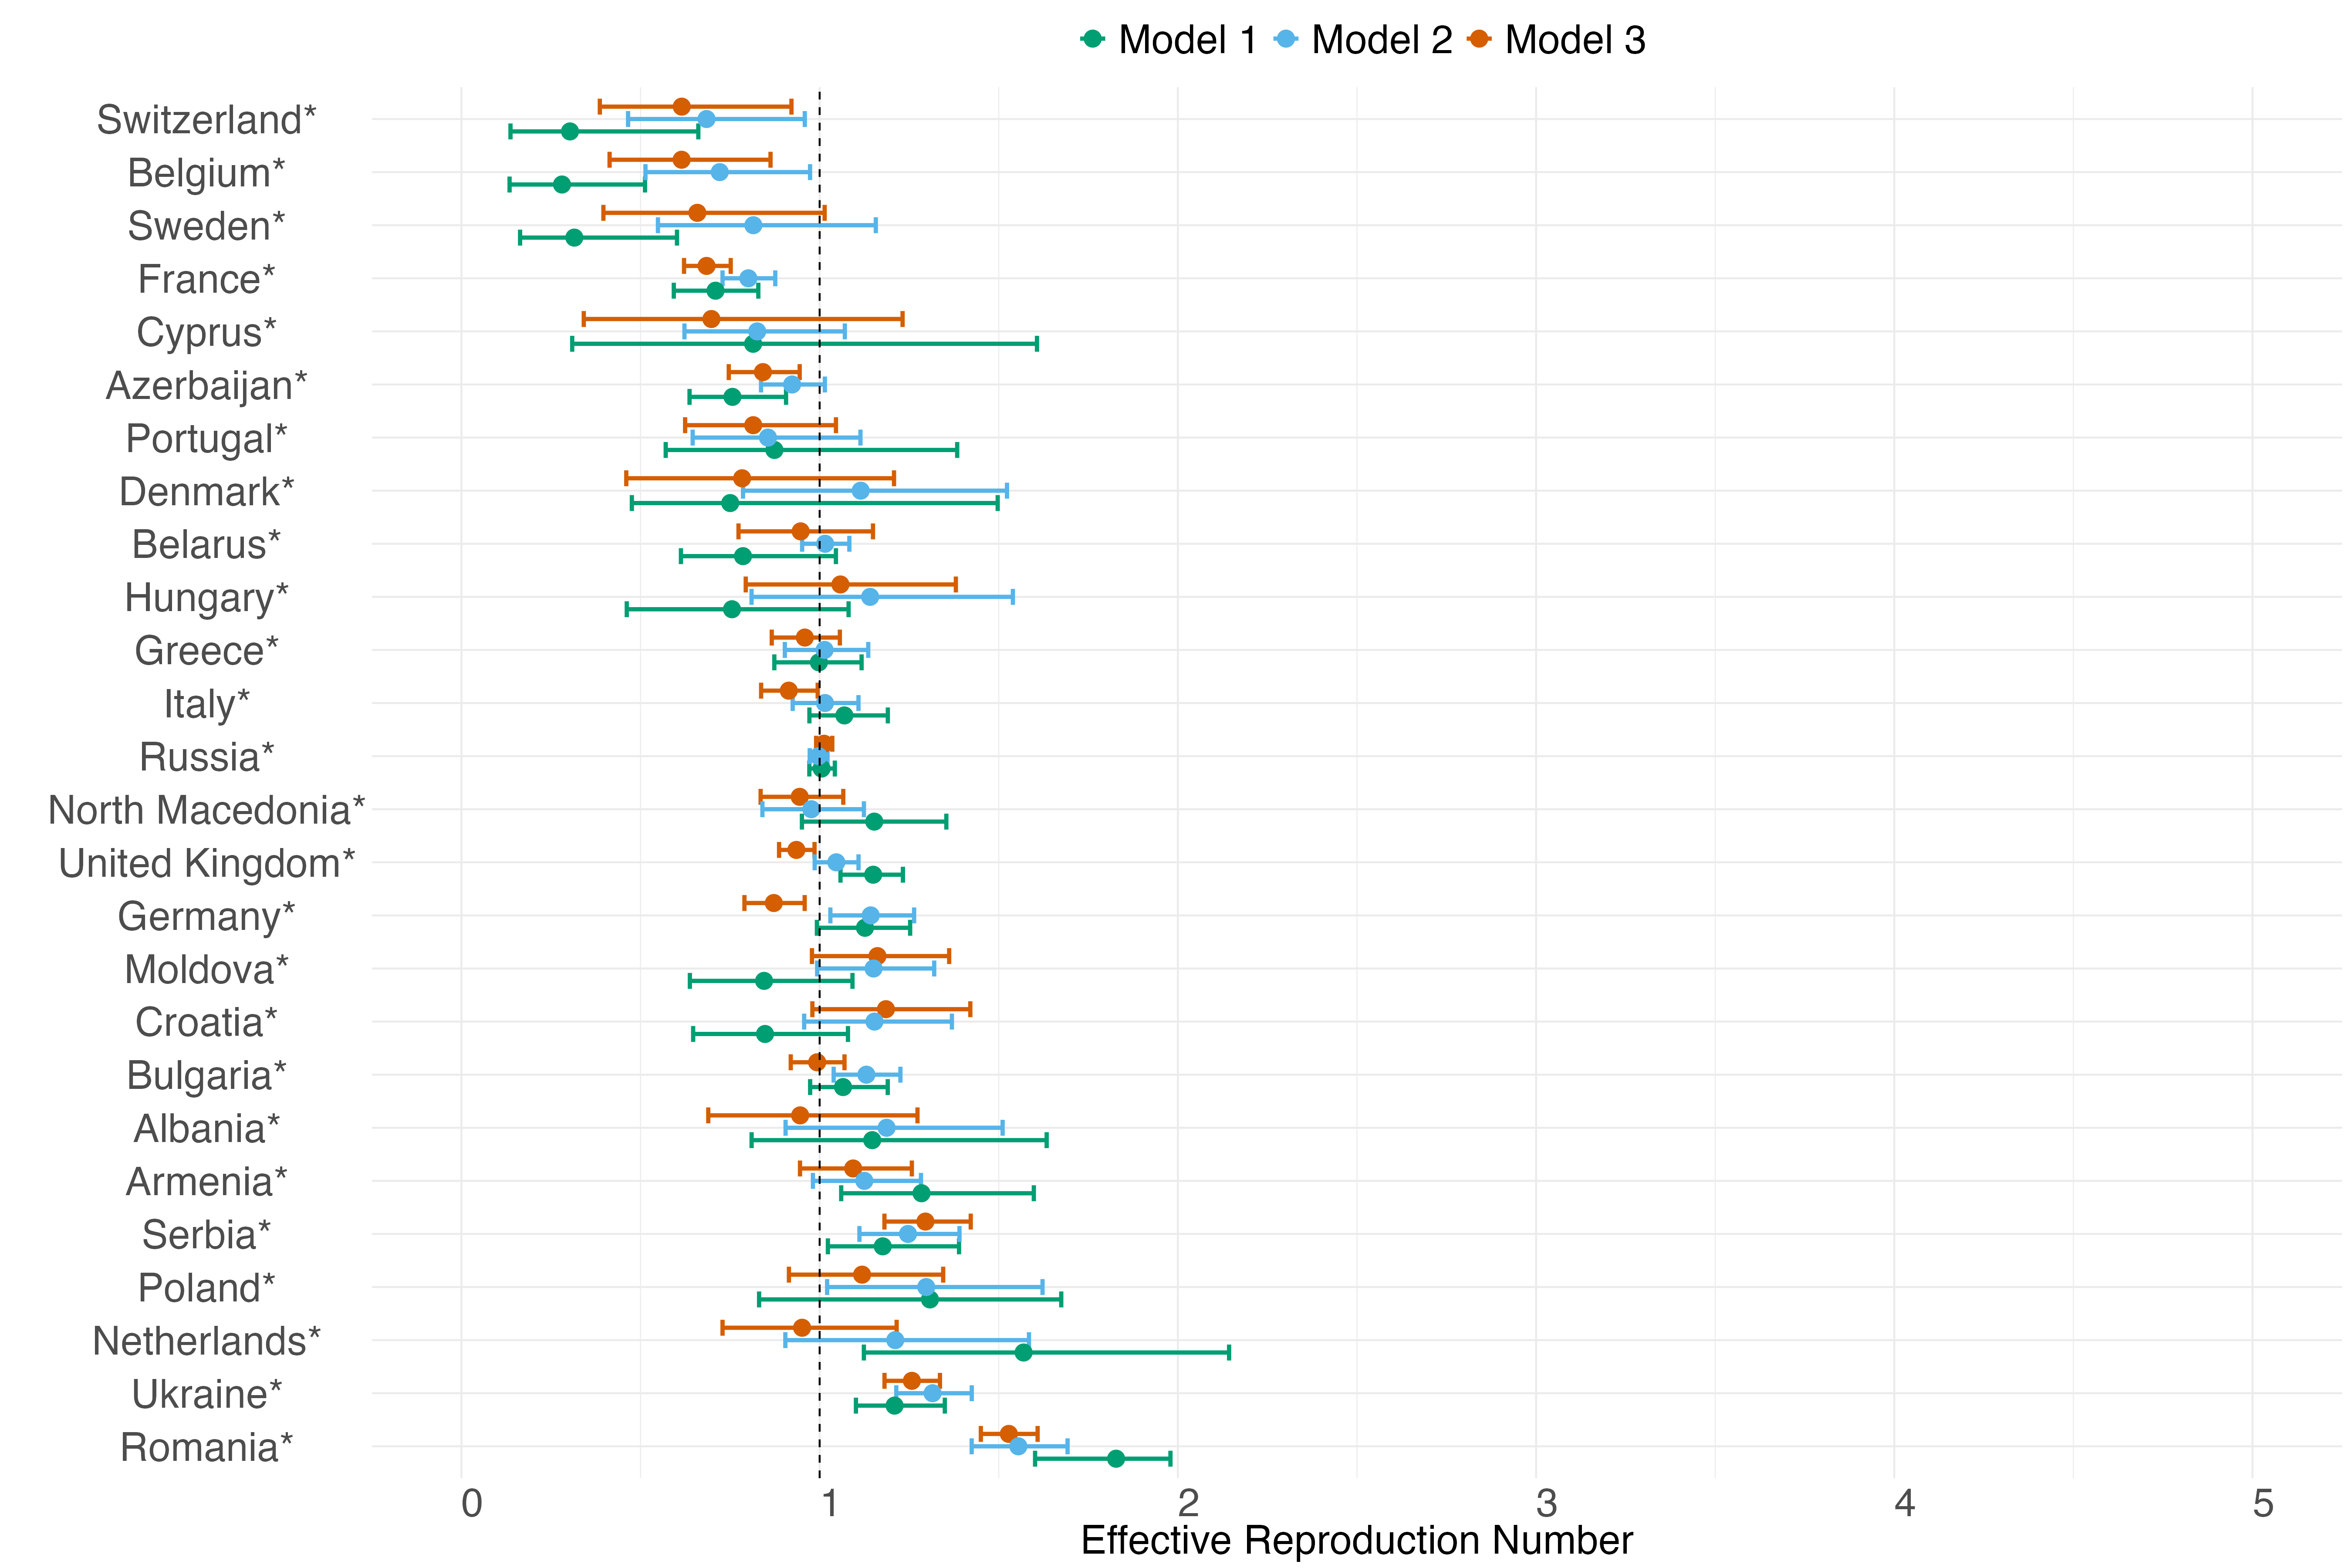 Model 1 Model 2 Model 3
Switzerland*
Belgium*
Sweden*
France*
Cyprus*
Azerbaijan*
Portugal*
Denmark*
Belarus*
Hungary*
Greece*
Italy*
Russia*
North Macedonia*
United Kingdom*
Germany*
Moldova*
Croatia*
Bulgaria*
Albania*
Armenia*
Serbia*
Poland*
Netherlands*
Ukraine*
Romania*
0 1 2 3 4 5
Effective Reproduction Number